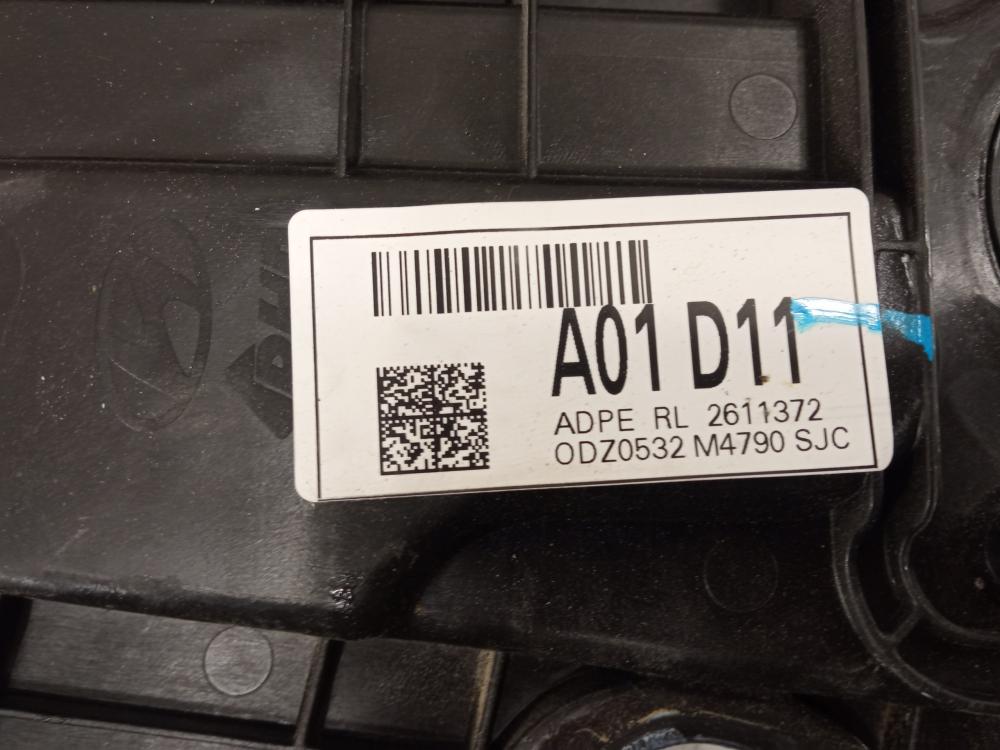 A01 D11
ADPE RL 2611372
ODZ0532 M4790 SJC